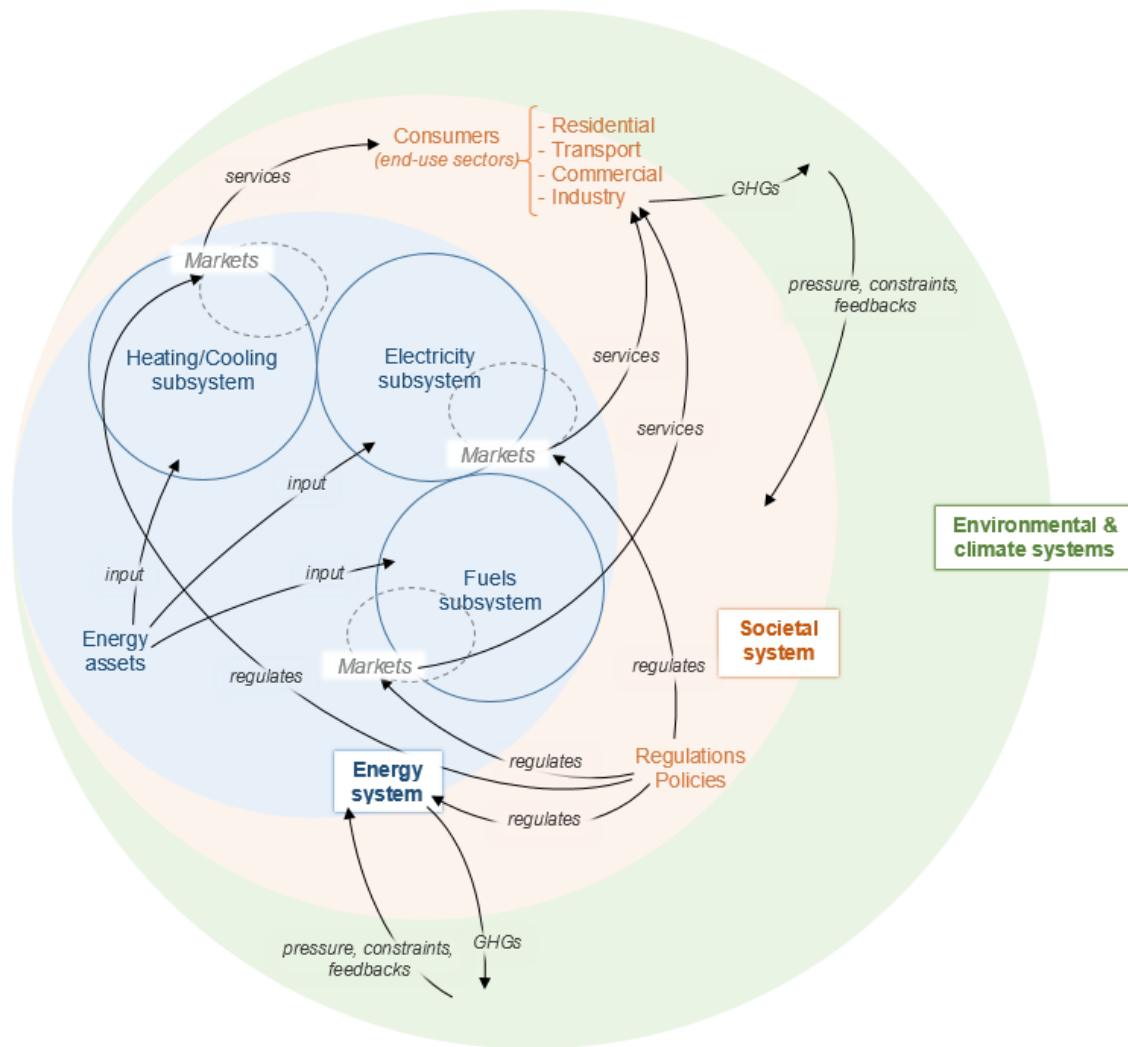 Consumers
(end-use sectors)
- Residential
- Transport
- Commercial
- Industry
services
GHGs
Markets
pressure, constraints,
feedbacks
Heating/Cooling
subsystem
Electricity
subsystem
services
services
Markets
input
Environmental &
climate systems
input
input
Fuels
subsystem
Energy
assets
Societal
system
Markets
regulates
regulates
Regulations
Policies
regulates
Energy
system
regulates
pressure, constraints,
feedbacks
GHGs